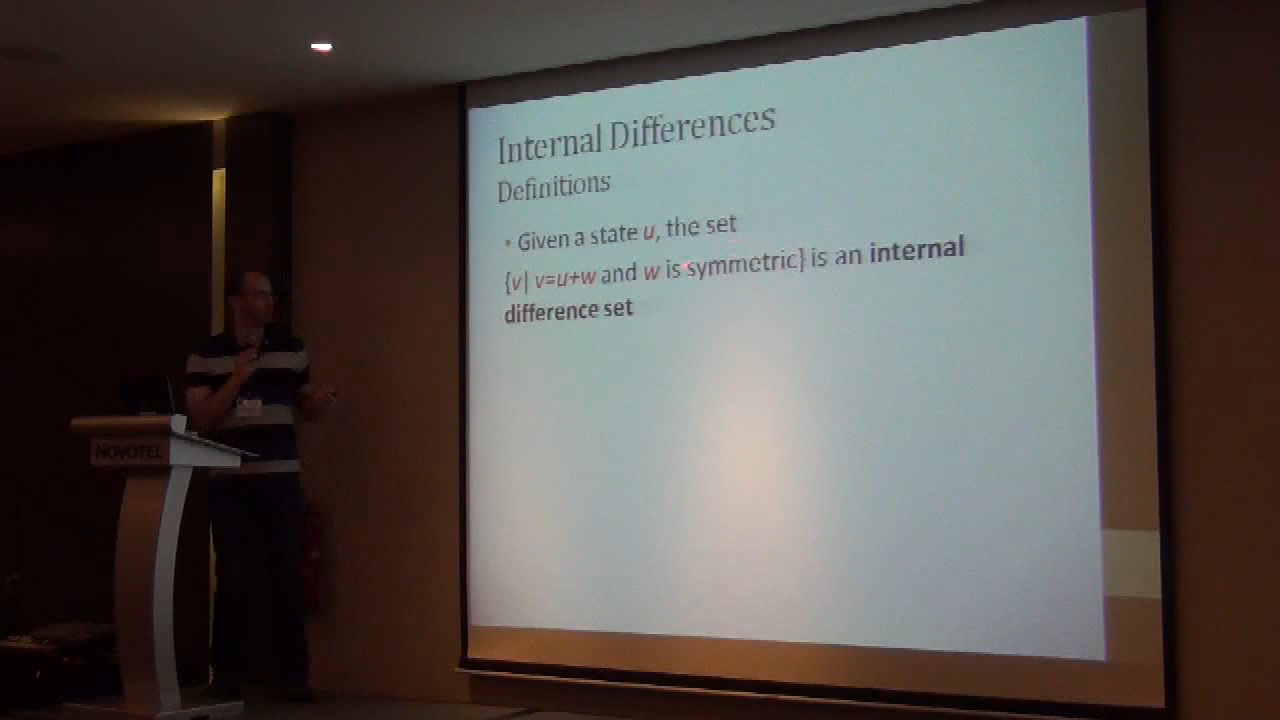 Internal Differences
Definitions
• Given a state u, the set
{v| v=u+w and w is symmetric} is an internal
difference set
NOVOTEL